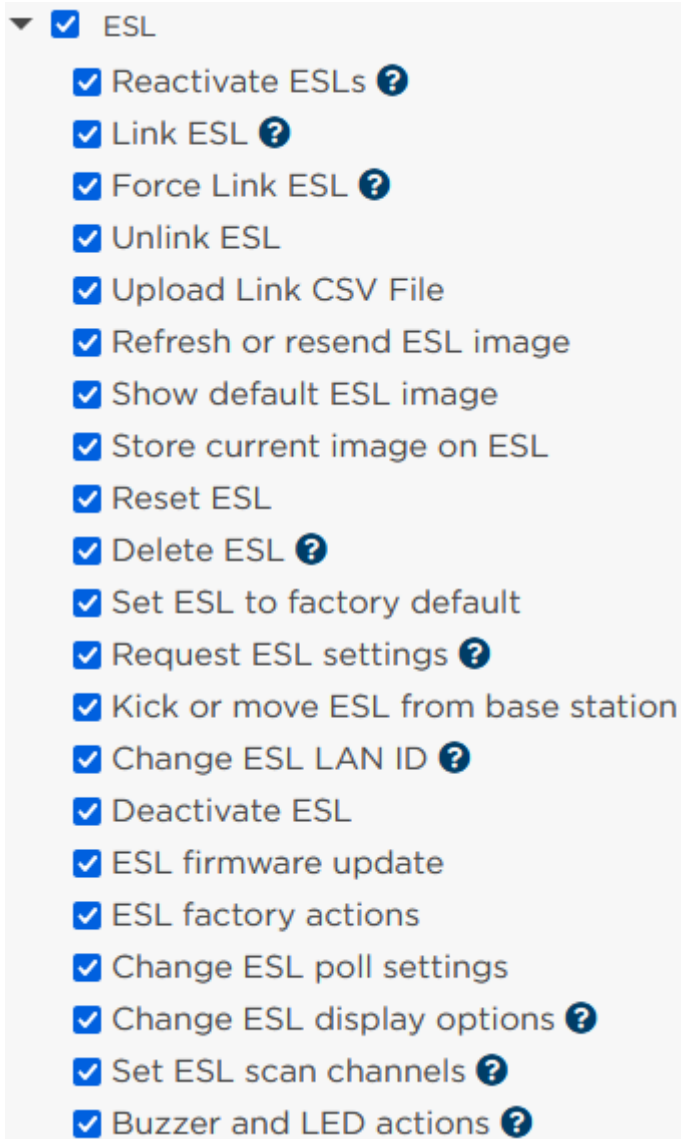 ESL
Reactivate ESLs ?
Link ESL ?
Force Link ESL ?
Unlink ESL
Upload Link CSV File
Refresh or resend ESL image
Show default ESL image
Store current image on ESL
Reset ESL
Delete ESL ?
Set ESL to factory default
Request ESL settings ?
Kick or move ESL from base station
Change ESL LAN ID ?
Deactivate ESL
ESL firmware update
ESL factory actions
Change ESL poll settings
Change ESL display options ?
Set ESL scan channels ?
Buzzer and LED actions ?